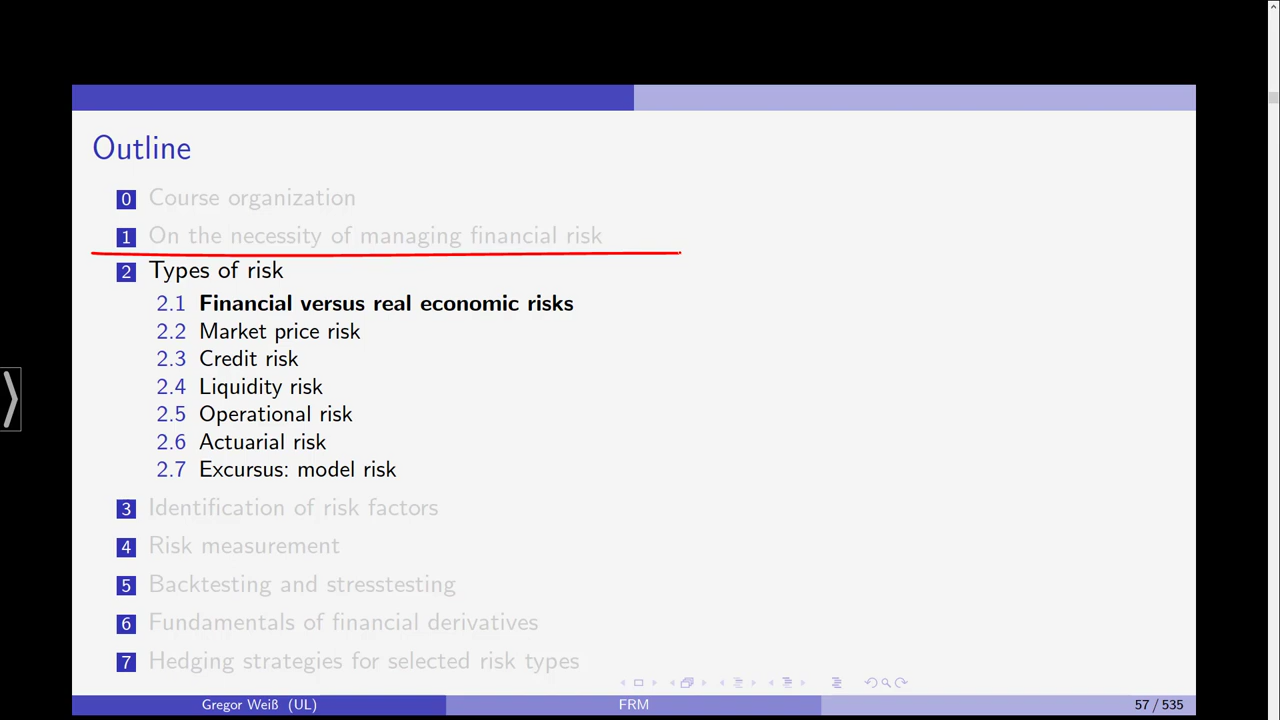 Outline
0 Course organization
1 On the necessity of managing financial risk
2 Types of risk
2.1 Financial versus real economic risks
2.2 Market price risk
2.3 Credit risk
2.4 Liquidity risk
2.5 Operational risk
2.6 Actuarial risk
2.7 Excursus: model risk
3 Identification of risk factors
4 Risk measurement
5 Backtesting and stresstesting
6 Fundamentals of financial derivatives
7 Hedging strategies for selected risk types
Gregor Weiß (UL) FRM 57 / 535